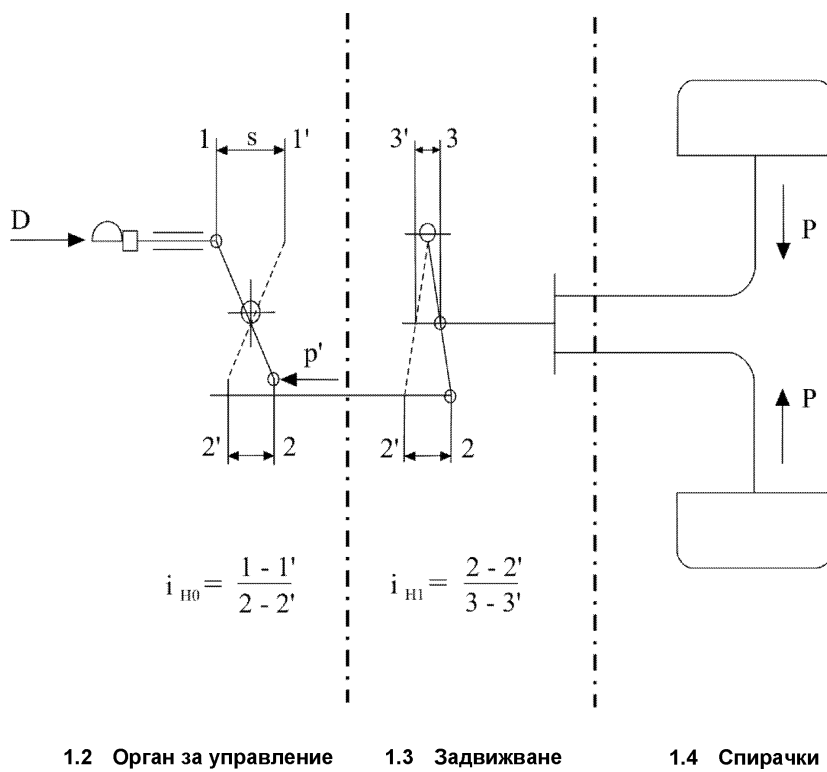 1 s 1' 3' 3
D
P
p'
P
2' 2 2' 2
i H0 = 1 - 1' / 2 - 2' i H1 = 2 - 2' / 3 - 3'
1.2 Орган за управление 1.3 Задвижване 1.4 Спирачки